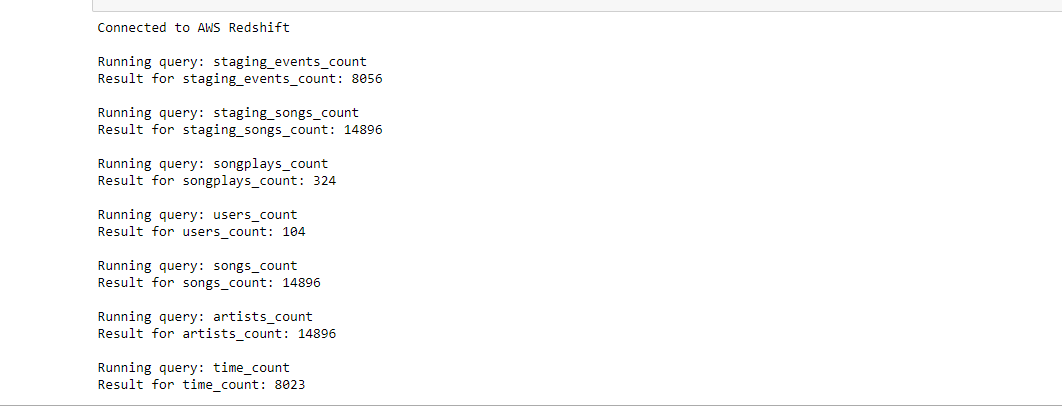 Connected to AWS Redshift
Running query: staging_events_count
Result for staging_events_count: 8056
Running query: staging_songs_count
Result for staging_songs_count: 14896
Running query: songplays_count
Result for songplays_count: 324
Running query: users_count
Result for users_count: 104
Running query: songs_count
Result for songs_count: 14896
Running query: artists_count
Result for artists_count: 14896
Running query: time_count
Result for time_count: 8023